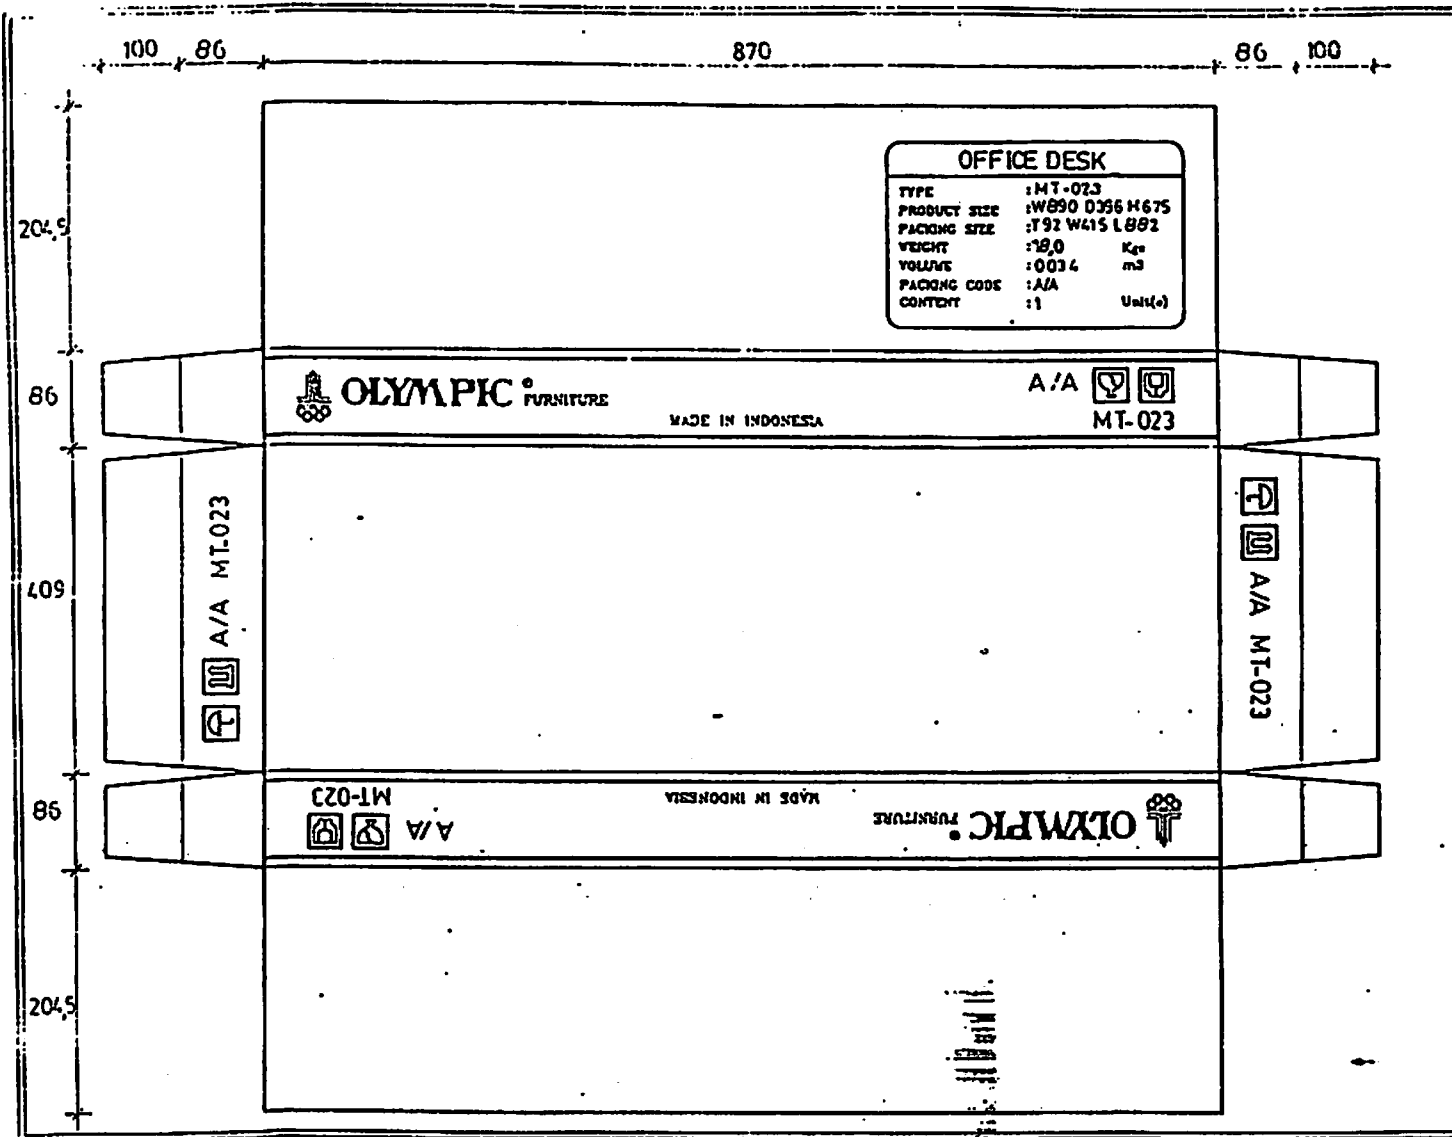 100 86 870 86 100
204,5
OFFICE DESK
TYPE :MT-023
PRODUCT SIZE :W890 D396 H675
PACKING SIZE :T92 W415 L882
WEIGHT :18,0 Kgs
VOLUME :0034 m3
PACKING CODE :A/A
CONTENT :1 Unit(s)
86
OLYMPIC ® FURNITURE
MADE IN INDONESIA
A/A
MT-023
409
A/A MT-023
A/A MT-023
86
MT-023
A/A
MADE IN INDONESIA
OLYMPIC ® FURNITURE
204,5